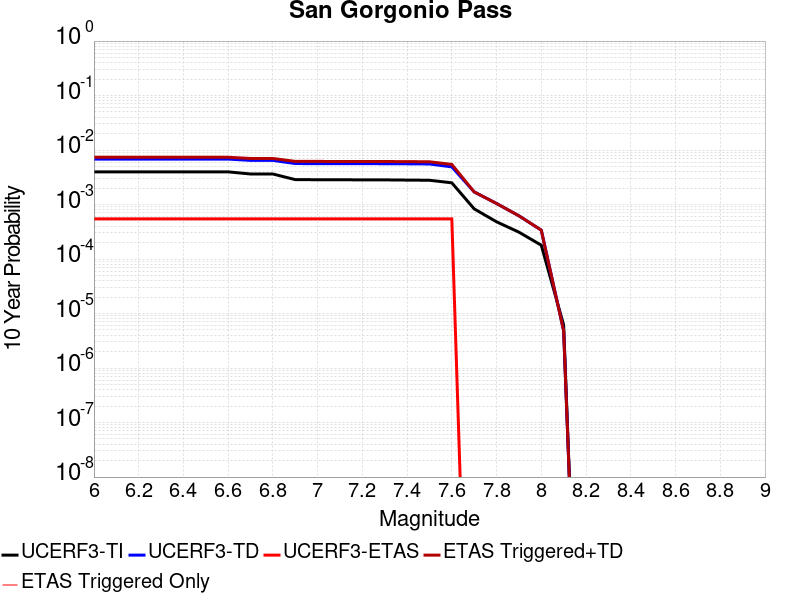 San Gorgonio Pass
10 Year Probability
10^0
10^-1
10^-2
10^-3
10^-4
10^-5
10^-6
10^-7
10^-8
6 6.2 6.4 6.6 6.8 7 7.2 7.4 7.6 7.8 8 8.2 8.4 8.6 8.8 9
Magnitude
UCERF3-TI UCERF3-TD UCERF3-ETAS ETAS Triggered+TD
ETAS Triggered Only